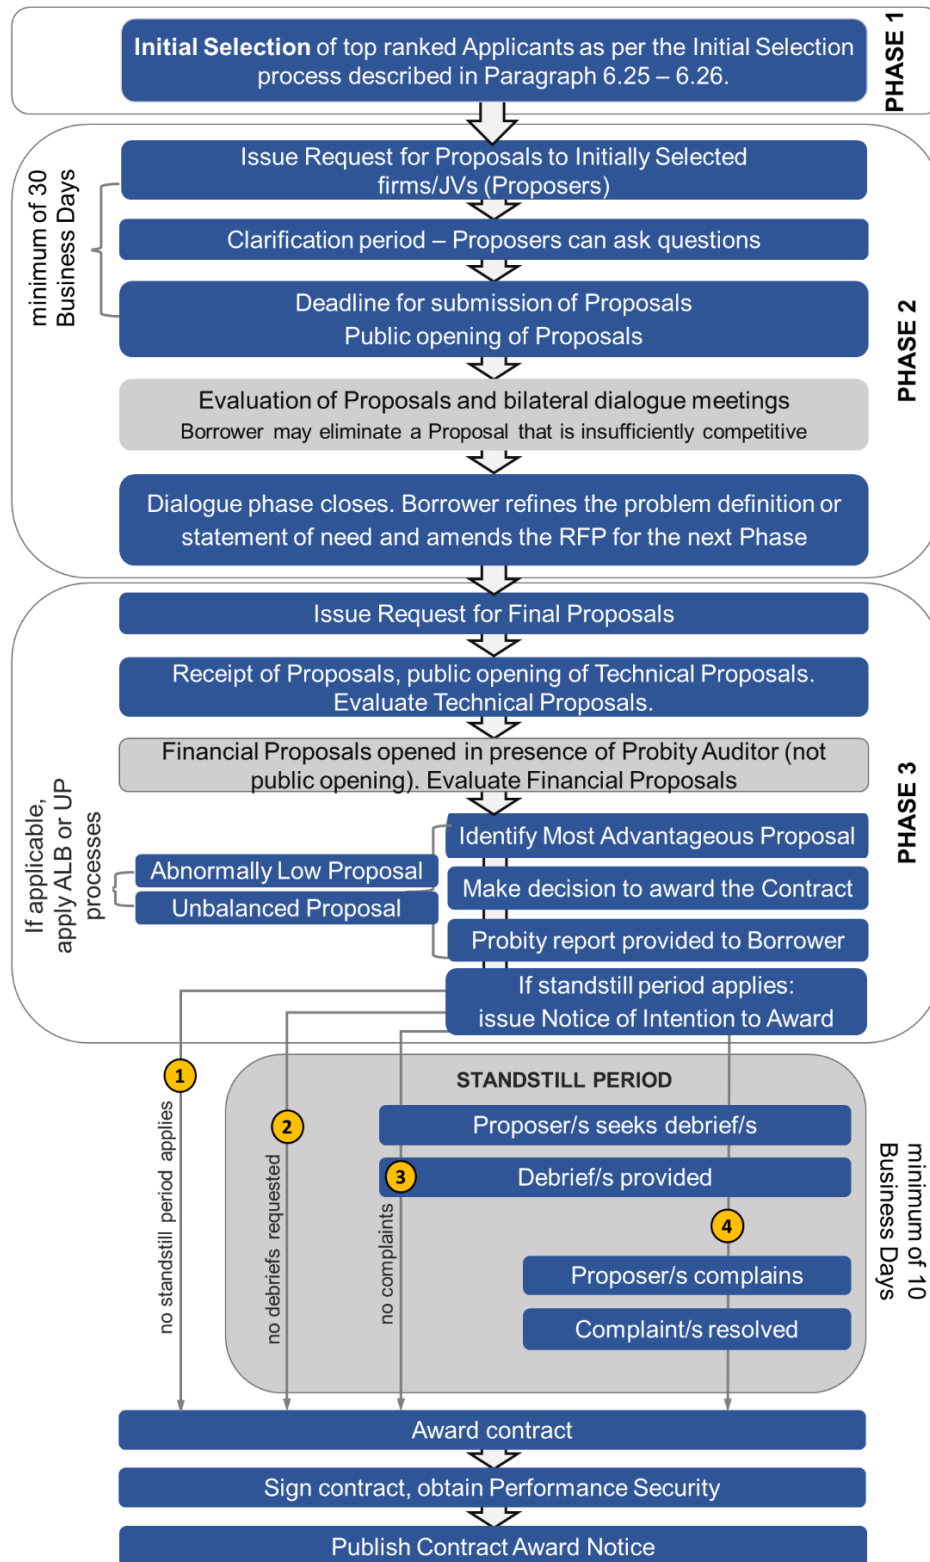 Initial Selection of top ranked Applicants as per the Initial Selection
process described in Paragraph 6.25 – 6.26.
PHASE 1
Issue Request for Proposals to Initially Selected
firms/JVs (Proposers)
minimum of 30
Business Days
Clarification period – Proposers can ask questions
Deadline for submission of Proposals
Public opening of Proposals
PHASE 2
Evaluation of Proposals and bilateral dialogue meetings
Borrower may eliminate a Proposal that is insufficiently competitive
Dialogue phase closes. Borrower refines the problem definition or
statement of need and amends the RFP for the next Phase
Issue Request for Final Proposals
Receipt of Proposals, public opening of Technical Proposals.
Evaluate Technical Proposals.
Financial Proposals opened in presence of Probity Auditor (not
public opening). Evaluate Financial Proposals
PHASE 3
If applicable,
apply ALB or UP
processes
Abnormally Low Proposal
Unbalanced Proposal
Identify Most Advantageous Proposal
Make decision to award the Contract
Probity report provided to Borrower
If standstill period applies:
issue Notice of Intention to Award
1
no standstill period applies
2
no debriefs requested
STANDSTILL PERIOD
Proposer/s seeks debrief/s
3
Debrief/s provided
no complaints
4
Proposer/s complains
Complaint/s resolved
minimum of 10
Business Days
Award contract
Sign contract, obtain Performance Security
Publish Contract Award Notice